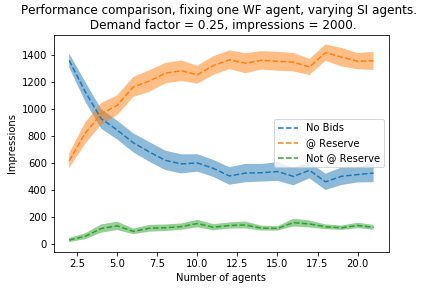 Performance comparison, fixing one WF agent, varying SI agents.
Demand factor = 0.25, impressions = 2000.
Impressions
1400
1200
1000
800
600
400
200
0
No Bids
@ Reserve
Not @ Reserve
2.5 5.0 7.5 10.0 12.5 15.0 17.5 20.0
Number of agents